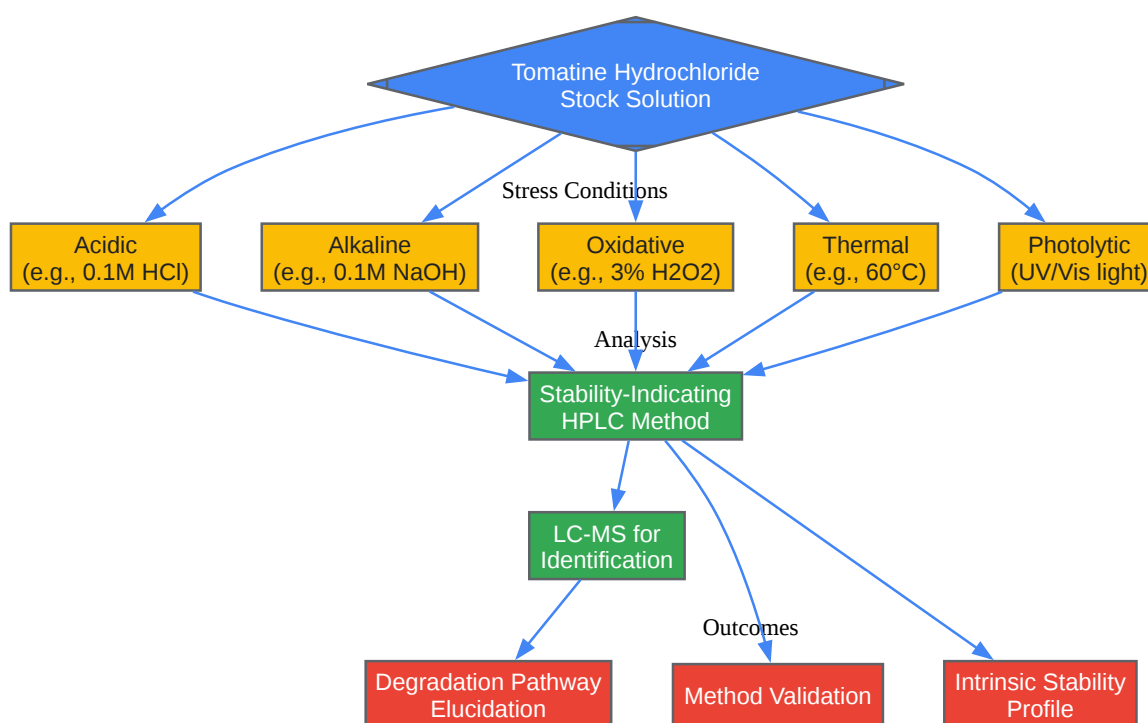 Tomatine Hydrochloride
Stock Solution
Stress Conditions
Acidic
(e.g., 0.1M HCl)
Alkaline
(e.g., 0.1M NaOH)
Oxidative
(e.g., 3% H2O2)
Thermal
(e.g., 60°C)
Photolytic
(UV/Vis light)
Analysis
Stability-Indicating
HPLC Method
LC-MS for
Identification
Outcomes
Degradation Pathway
Elucidation
Method Validation
Intrinsic Stability
Profile